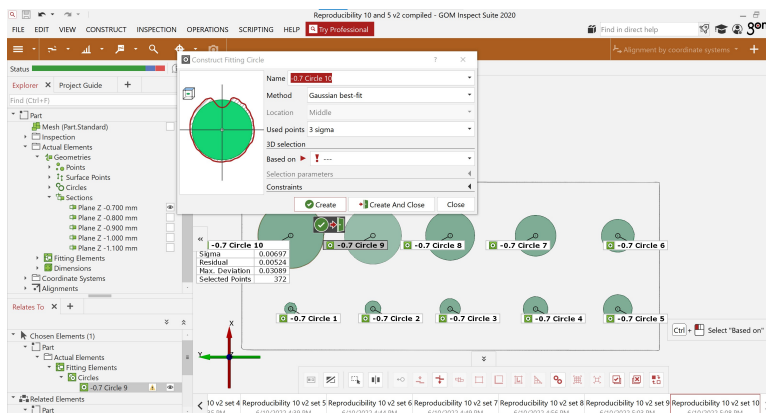 Reproducibility 10 and 5 v2 compiled - GOM Inspect Suite 2020
FILE EDIT VIEW CONSTRUCT INSPECTION OPERATIONS SCRIPTING HELP Try Professional
Find in direct help
Alignment by coordinate systems
Status
Explorer Project Guide
Find (Ctrl+F)
Part
Mesh (Part.Standard)
Inspection
Actual Elements
Geometries
Points
Surface Points
Circles
Sections
Plane Z -0.700 mm
Plane Z -0.800 mm
Plane Z -0.900 mm
Plane Z -1.000 mm
Plane Z -1.100 mm
Fitting Elements
Dimensions
Coordinate Systems
Alignments
Relates To
Chosen Elements (1)
Part
Actual Elements
Fitting Elements
Circles
-0.7 Circle 9
Related Elements
Part
Construct Fitting Circle
Name -0.7 Circle 10
Method Gaussian best-fit
Location Middle
Used points 3 sigma
3D selection
Based on ---
Selection parameters
Constraints
Create Create And Close Close
-0.7 Circle 10
-0.7 Circle 9
-0.7 Circle 8
-0.7 Circle 7
-0.7 Circle 6
Sigma 0.00697
Residual 0.00524
Max. Deviation 0.03089
Selected Points 372
-0.7 Circle 1
-0.7 Circle 2
-0.7 Circle 3
-0.7 Circle 4
-0.7 Circle 5
X
Y
Ctrl + Select "Based on"
10 v2 set 4 Reproducibility 10 v2 set 5 Reproducibility 10 v2 set 6 Reproducibility 10 v2 set 7 Reproducibility 10 v2 set 8 Reproducibility 10 v2 set 9 Reproducibility 10 v2 set 10